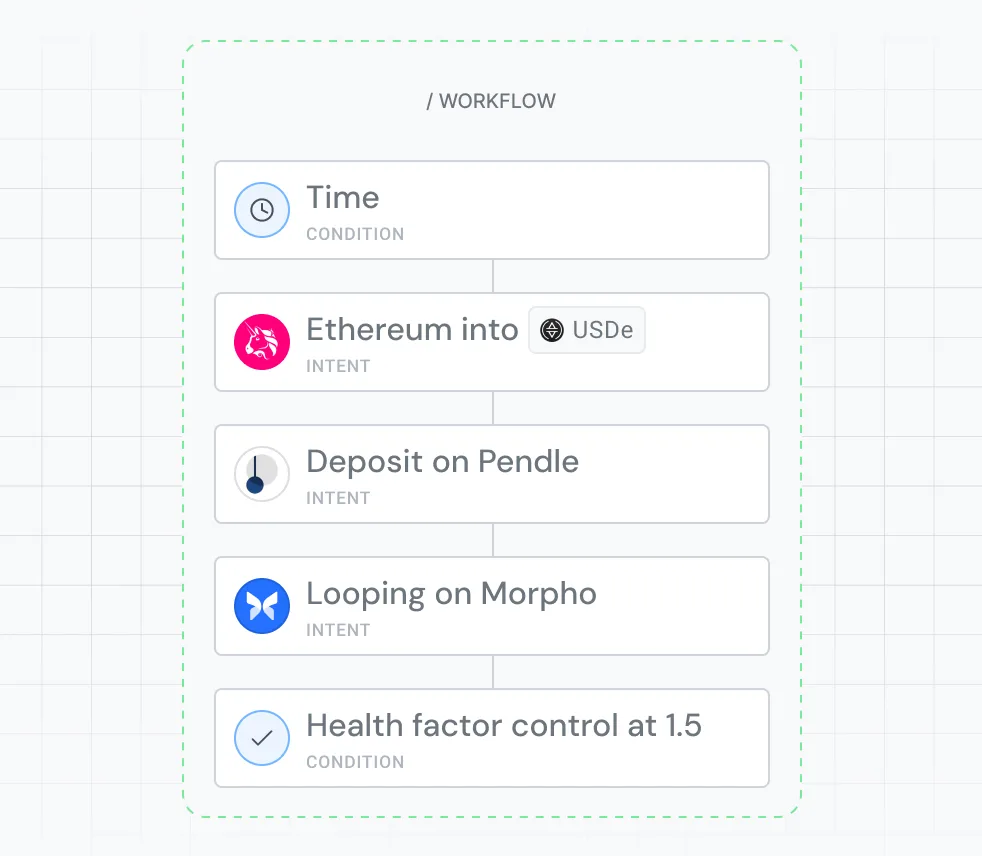 / WORKFLOW
Time
CONDITION
Ethereum into USDe
INTENT
Deposit on Pendle
INTENT
Looping on Morpho
INTENT
Health factor control at 1.5
CONDITION